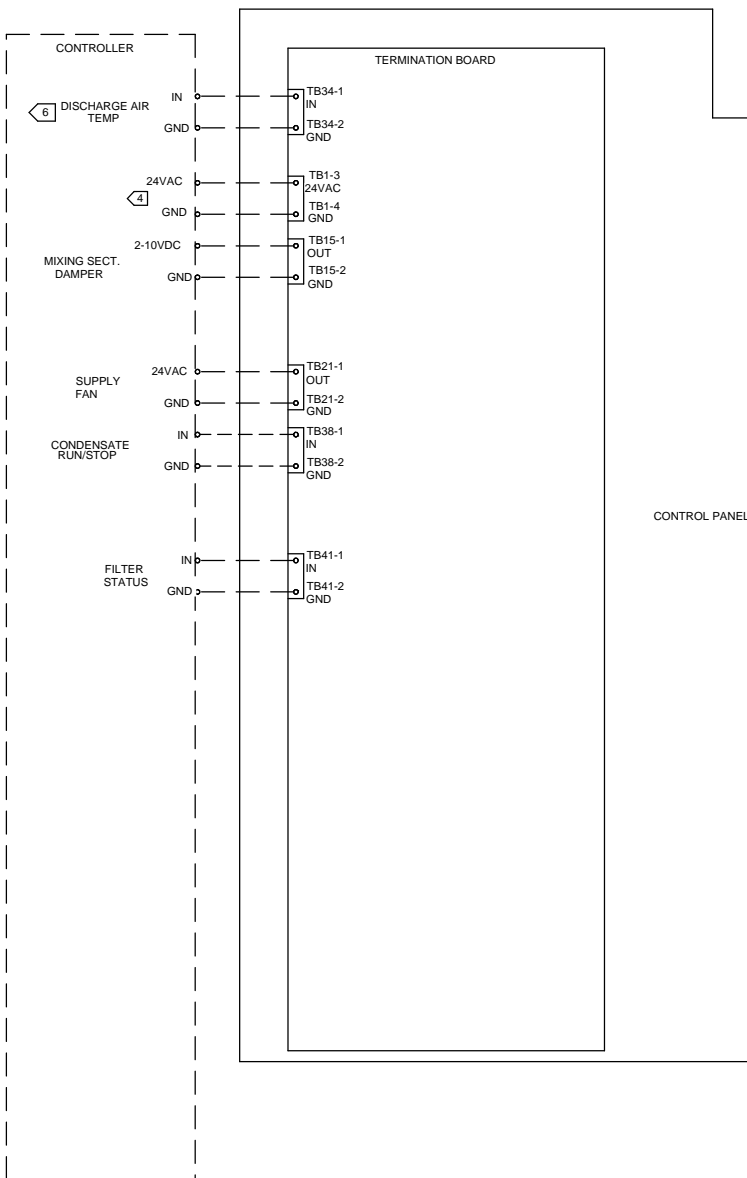 CONTROLLER
TERMINATION BOARD
IN
TB34-1
IN
6
DISCHARGE AIR
TEMP
GND
TB34-2
GND
24VAC
TB1-3
24VAC
4
GND
TB1-4
GND
2-10VDC
TB15-1
OUT
MIXING SECT.
DAMPER
GND
TB15-2
GND
24VAC
TB21-1
OUT
SUPPLY
FAN
GND
TB21-2
GND
IN
TB38-1
IN
CONDENSATE
RUN/STOP
GND
TB38-2
GND
CONTROL PANEL
IN
TB41-1
IN
FILTER
STATUS
GND
TB41-2
GND